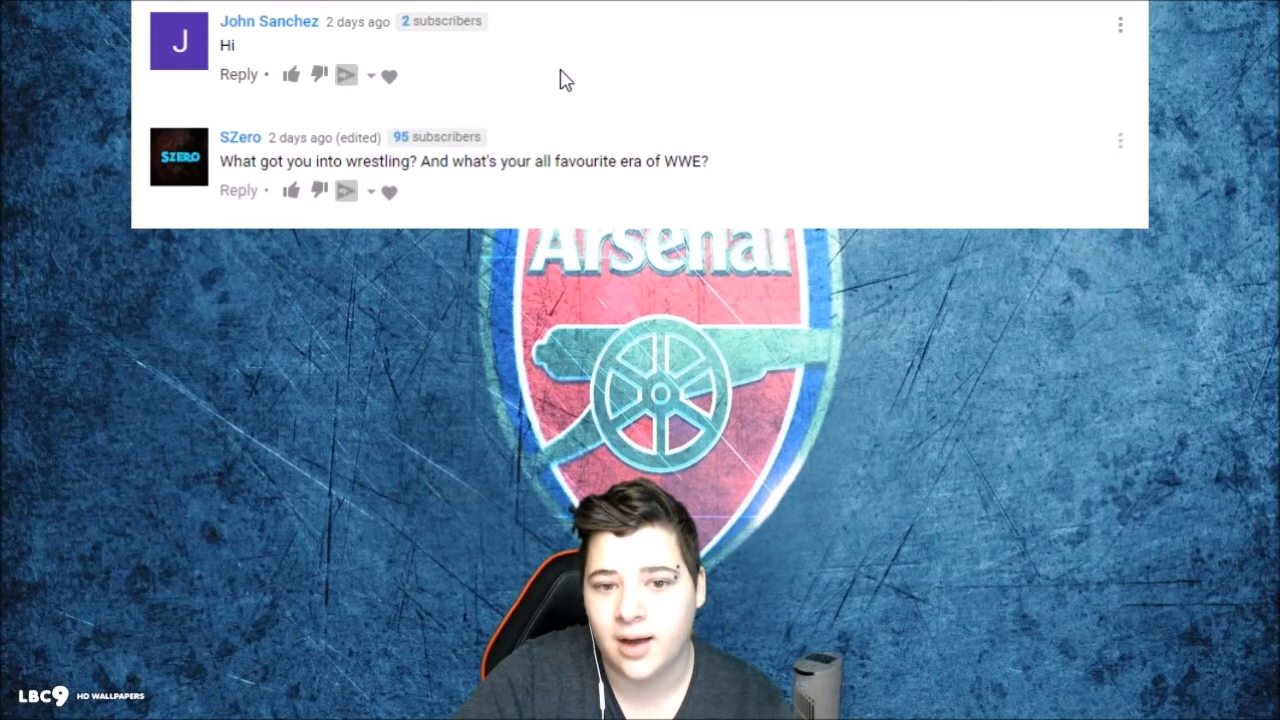 J
John Sanchez 2 days ago 2 subscribers
Hi
Reply •
SZERO
SZero 2 days ago (edited) 95 subscribers
What got you into wrestling? And what's your all favourite era of WWE?
Reply •
Arsenal
LBC9 HD WALLPAPERS